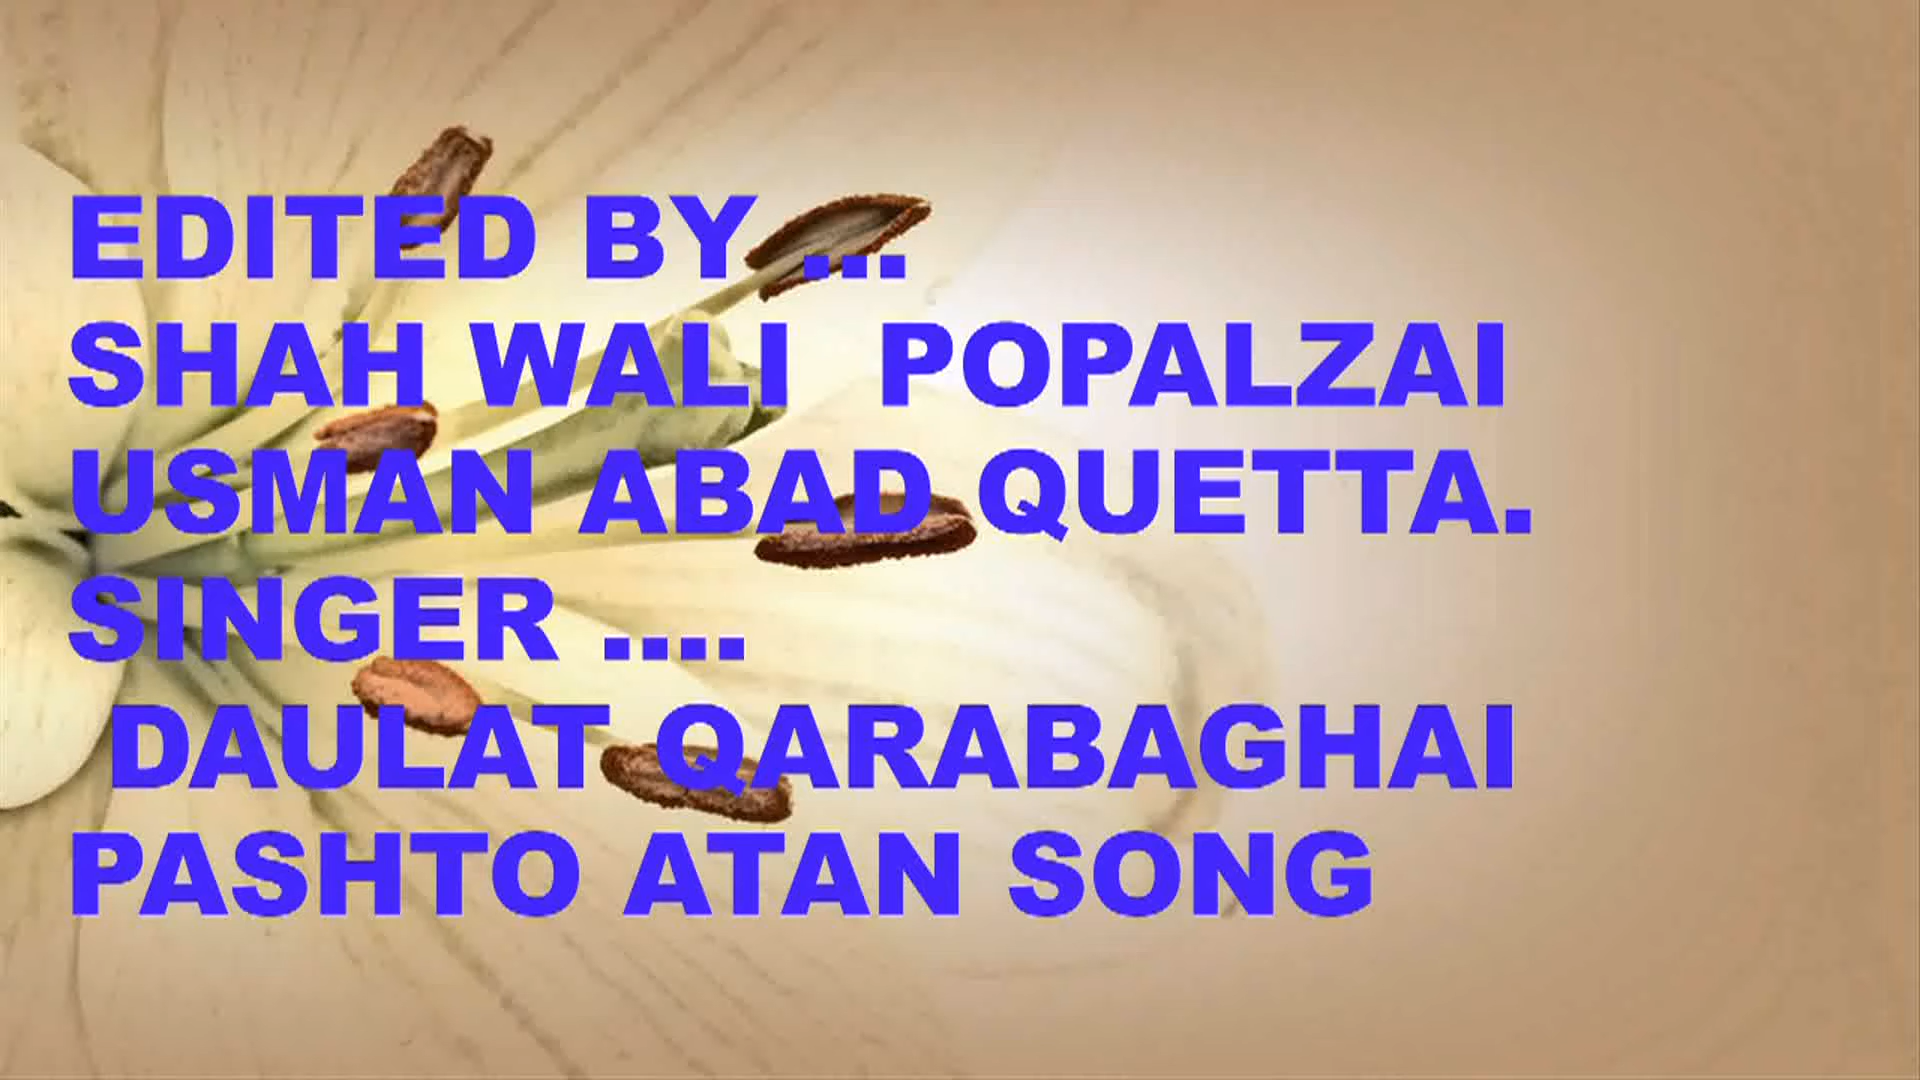 EDITED BY ...
SHAH WALI  POPALZAI
USMAN ABAD QUETTA.
SINGER ....
DAULAT QARABAGHAI
PASHTO ATAN SONG